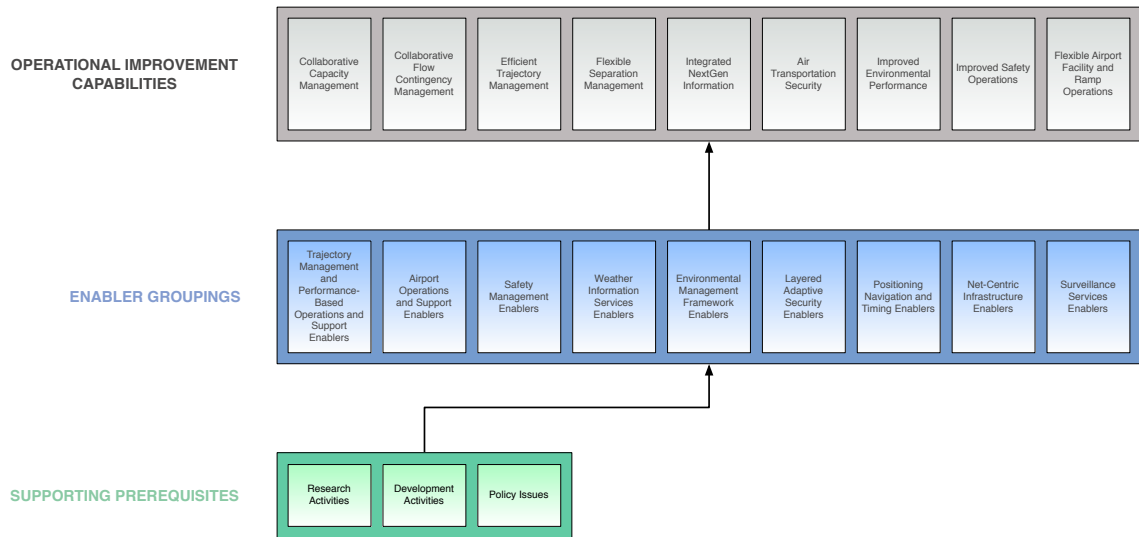 OPERATIONAL IMPROVEMENT
CAPABILITIES
Collaborative
Capacity
Management
Collaborative
Flow
Contingency
Management
Efficient
Trajectory
Management
Flexible
Separation
Management
Integrated
NextGen
Information
Air
Transportation
Security
Improved
Environmental
Performance
Improved Safety
Operations
Flexible Airport
Facility and
Ramp
Operations
ENABLER GROUPINGS
Trajectory
Management
and
Performance-
Based
Operations and
Support
Enablers
Airport
Operations
and Support
Enablers
Safety
Management
Enablers
Weather
Information
Services
Enablers
Environmental
Management
Framework
Enablers
Layered
Adaptive
Security
Enablers
Positioning
Navigation and
Timing Enablers
Net-Centric
Infrastructure
Enablers
Surveillance
Services
Enablers
SUPPORTING PREREQUISITES
Research
Activities
Development
Activities
Policy Issues